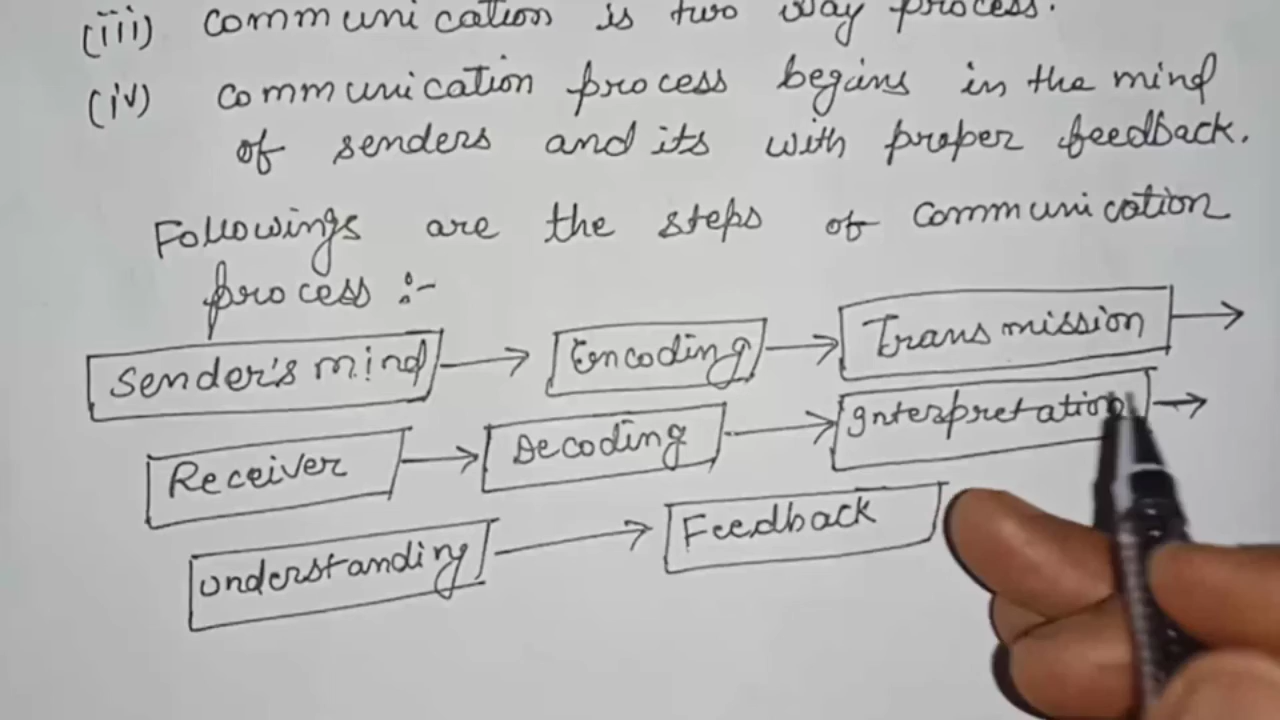 (iii) communication is two way process.
(iv) communication process begins in the mind
of senders and its with proper feedback.
Followings are the steps of communication
process :-
Sender's mind → Encoding → Transmission →
Receiver → Decoding → Interpretation →
understanding → Feedback